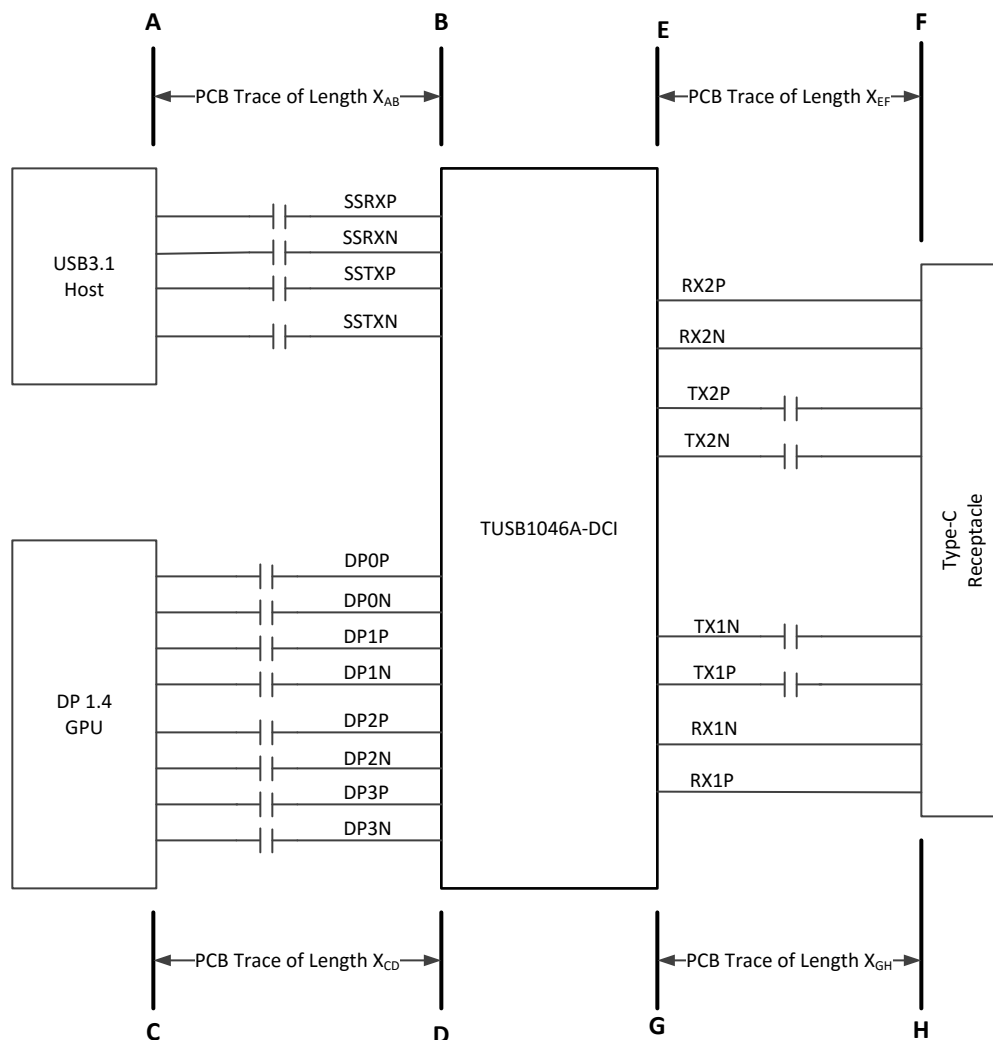 A
B
E
F
PCB Trace of Length XAB
PCB Trace of Length XEF
USB3.1
Host
SSRXP
SSRXN
SSTXP
SSTXN
RX2P
RX2N
TX2P
TX2N
TUSB1046A-DCI
Type-C
Receptacle
DP 1.4
GPU
DP0P
DP0N
DP1P
DP1N
DP2P
DP2N
DP3P
DP3N
TX1N
TX1P
RX1N
RX1P
PCB Trace of Length XCD
PCB Trace of Length XGH
C
D
G
H